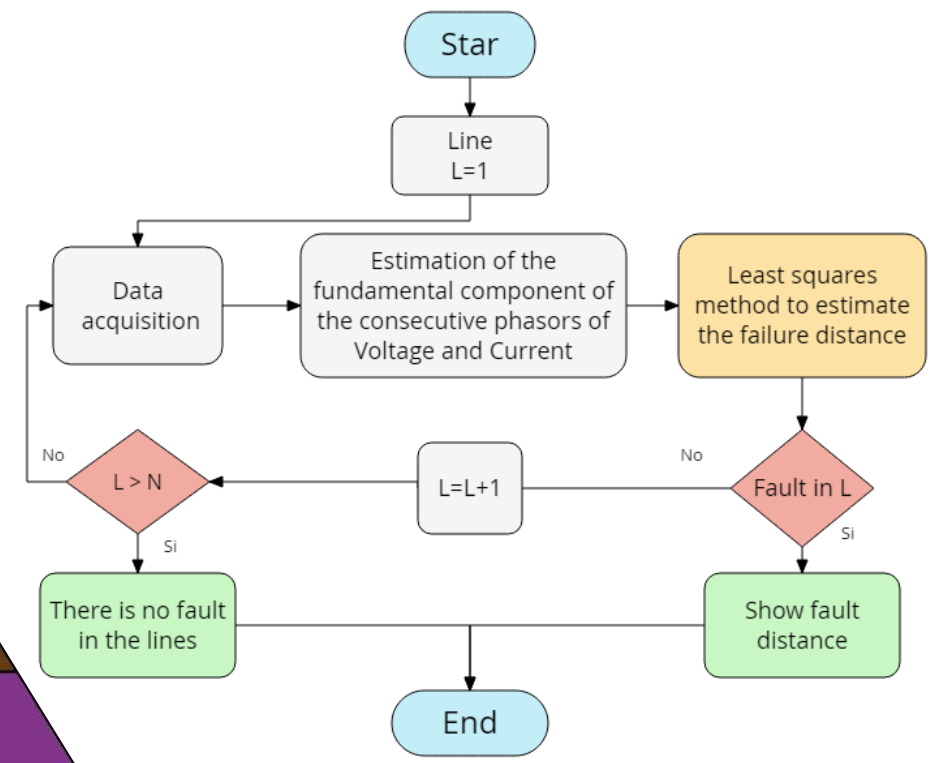 Star
Line
L=1
Data
acquisition
Estimation of the
fundamental component of
the consecutive phasors of
Voltage and Current
Least squares
method to estimate
the failure distance
No
L > N
L=L+1
No
Fault in L
Si
Si
There is no fault
in the lines
Show fault
distance
End